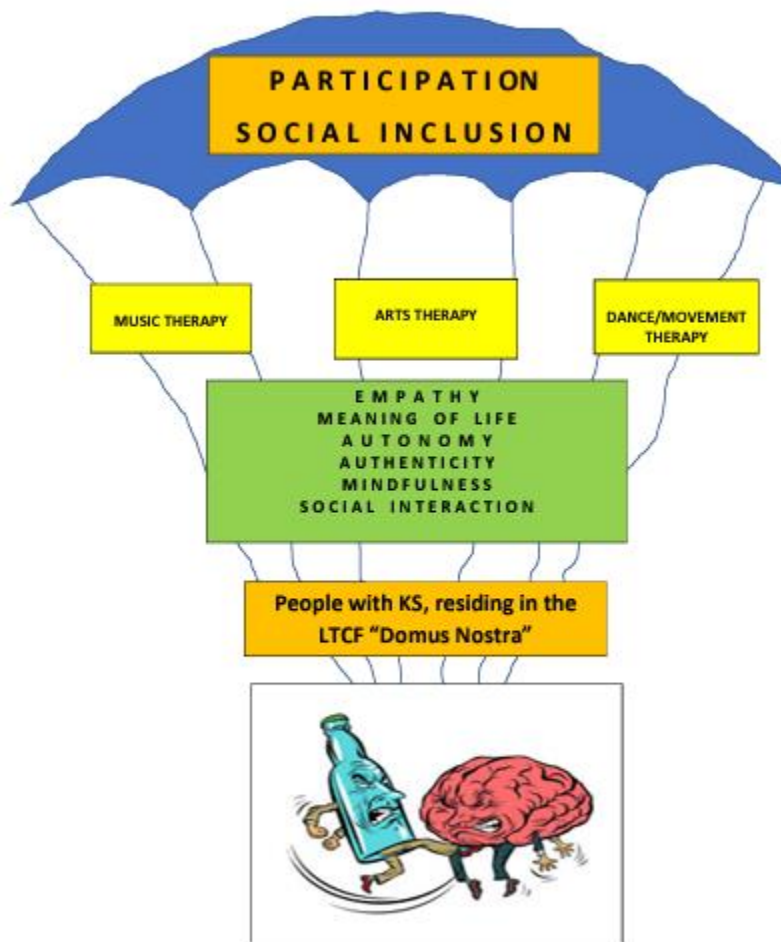 PARTICIPATION
SOCIAL INCLUSION
MUSIC THERAPY
ARTS THERAPY
DANCE/MOVEMENT
THERAPY
EMPATHY
MEANING OF LIFE
AUTONOMY
AUTHENTICITY
MINDFULNESS
SOCIAL INTERACTION
People with KS, residing in the
LTCF “Domus Nostra”